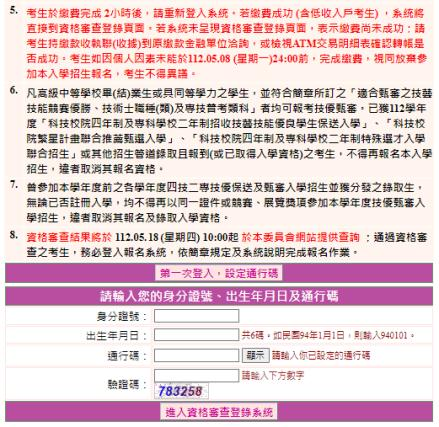 5. 考生於繳費完成 2小時後，請重新登入系統。若繳費成功 (含低收入戶考生) ，系統將
直接到資格審查登錄頁面。若系統未呈現資格審查登錄頁面，表示繳費尚未成功；請
考生持繳款收執聯(收據)到原繳款金融單位洽詢，或檢視ATM交易明細表確認轉帳是
否成功。考生如因個人因素未能於112.05.08 (星期一)24:00前，完成繳費，視同放棄參
加本入學招生報名，考生不得異議。
6. 凡高級中等學校畢(結)業生或具同等學力之學生，並符合簡章所訂之「適合甄審之技藝
技能競賽優勝、技術士職種(類)及專技普考類科」者均可報考技優甄審。已獲112學年
度「科技校院四年制及專科學校二年制招收技藝技能優良學生保送入學」、「科技校
院繁星計畫聯合推薦甄選入學」、「科技校院四年制及專科學校二年制特殊選才入學
聯合招生」或其他招生管道錄取且報到(或已取得入學資格)之考生，不得再報名本入學
招生，違者取消其報名資格。
7. 曾參加本學年度前之各學年度四技二專技優保送及甄審入學招生並獲分發之錄取生，
無論已否註冊入學，均不得再以同一證件或競賽、展覽獎項參加本學年度技優甄審入
學招生，違者取消其報名及錄取入學資格。
8. 資格審查結果將於 112.05.18 (星期四) 10:00起 於本委員會網站提供查詢 ；通過資格審
查之考生，務必登入報名系統，依簡章規定及系統說明完成報名作業。
第一次登入，設定通行碼
請輸入您的身分證號、出生年月日及通行碼
身分證號：
出生年月日： 共6碼。如民國94年1月1日，則輸入940101。
通行碼： 顯示 請輸入你已設定的通行碼
驗證碼： 請輸入下方數字
783258
進入資格審查登錄系統